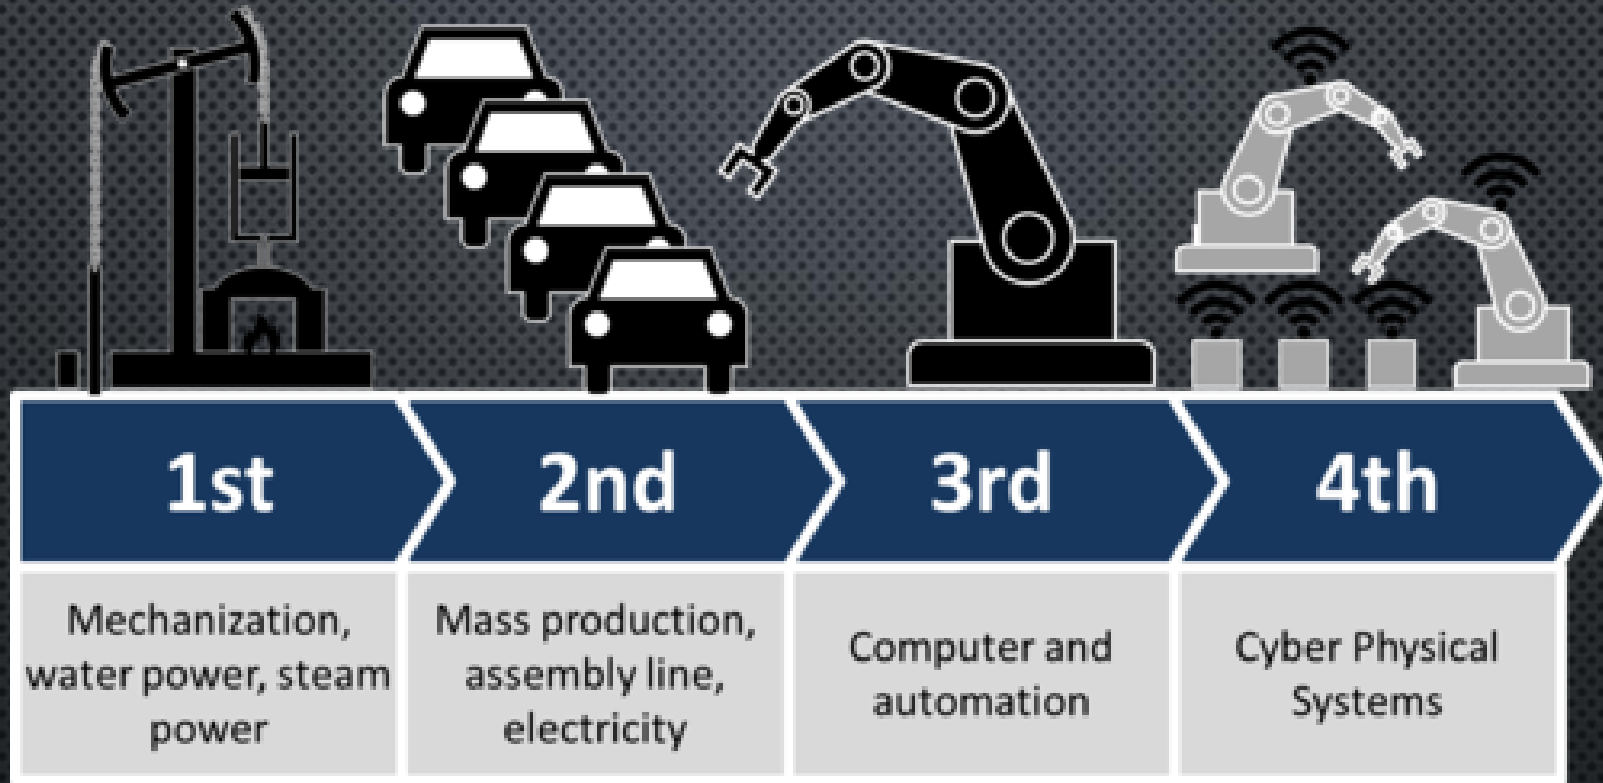 1st
2nd
3rd
4th
Mechanization,
water power, steam
power
Mass production,
assembly line,
electricity
Computer and
automation
Cyber Physical
Systems